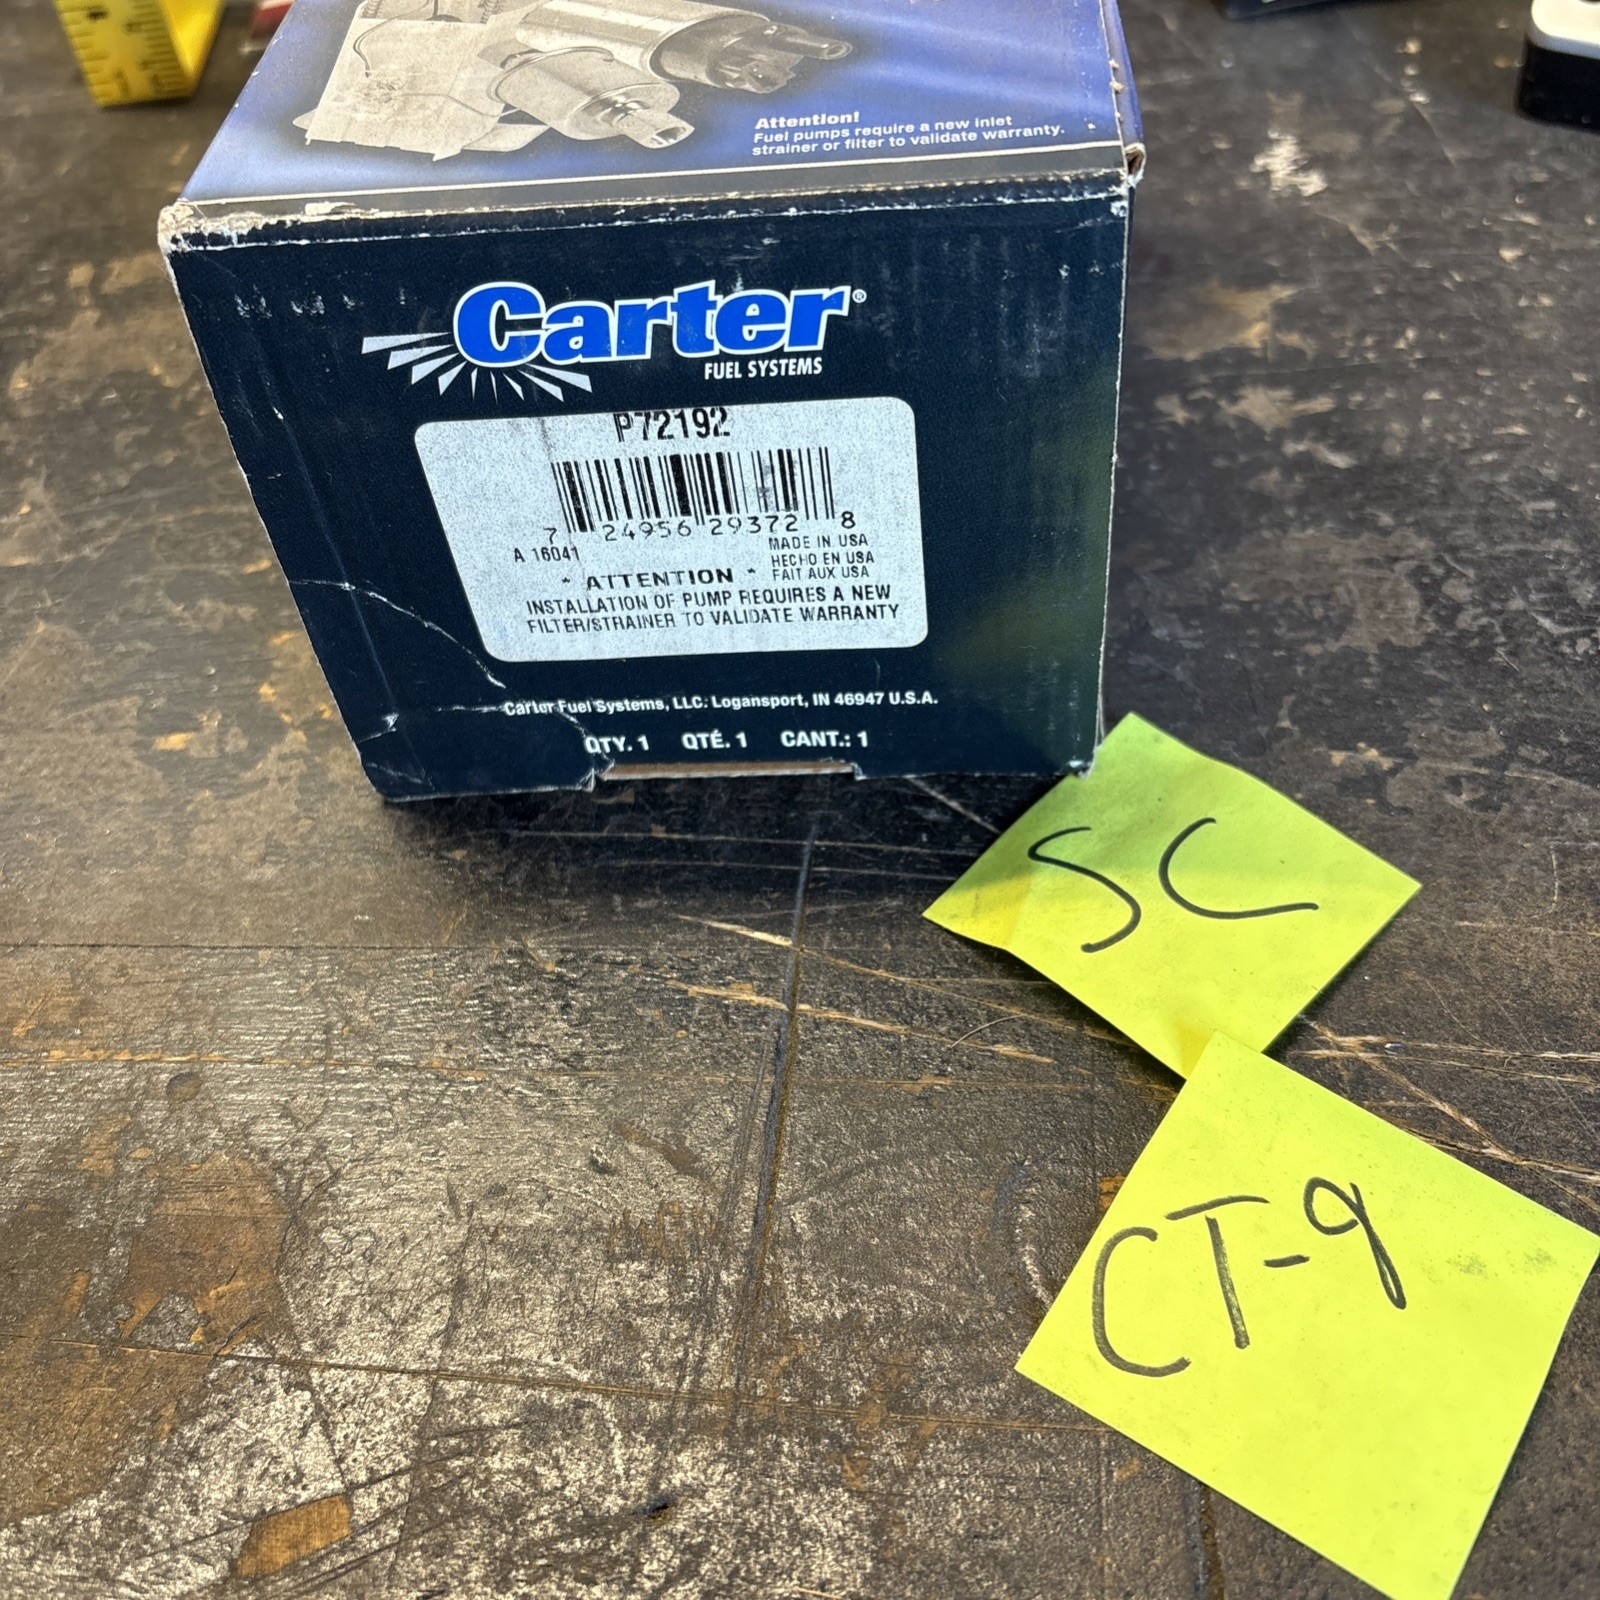 Attention!
Fuel pumps require a new inlet
strainer or filter to validate warranty.
Carter®
FUEL SYSTEMS
P72192
7 24956 29372 8
A 16041
MADE IN USA
HECHO EN USA
FAIT AUX USA
* ATTENTION *
INSTALLATION OF PUMP REQUIRES A NEW
FILTER/STRAINER TO VALIDATE WARRANTY
Carter Fuel Systems, LLC. Logansport, IN 46947 U.S.A.
QTY. 1 QTÉ. 1 CANT.: 1
SC
CT-9